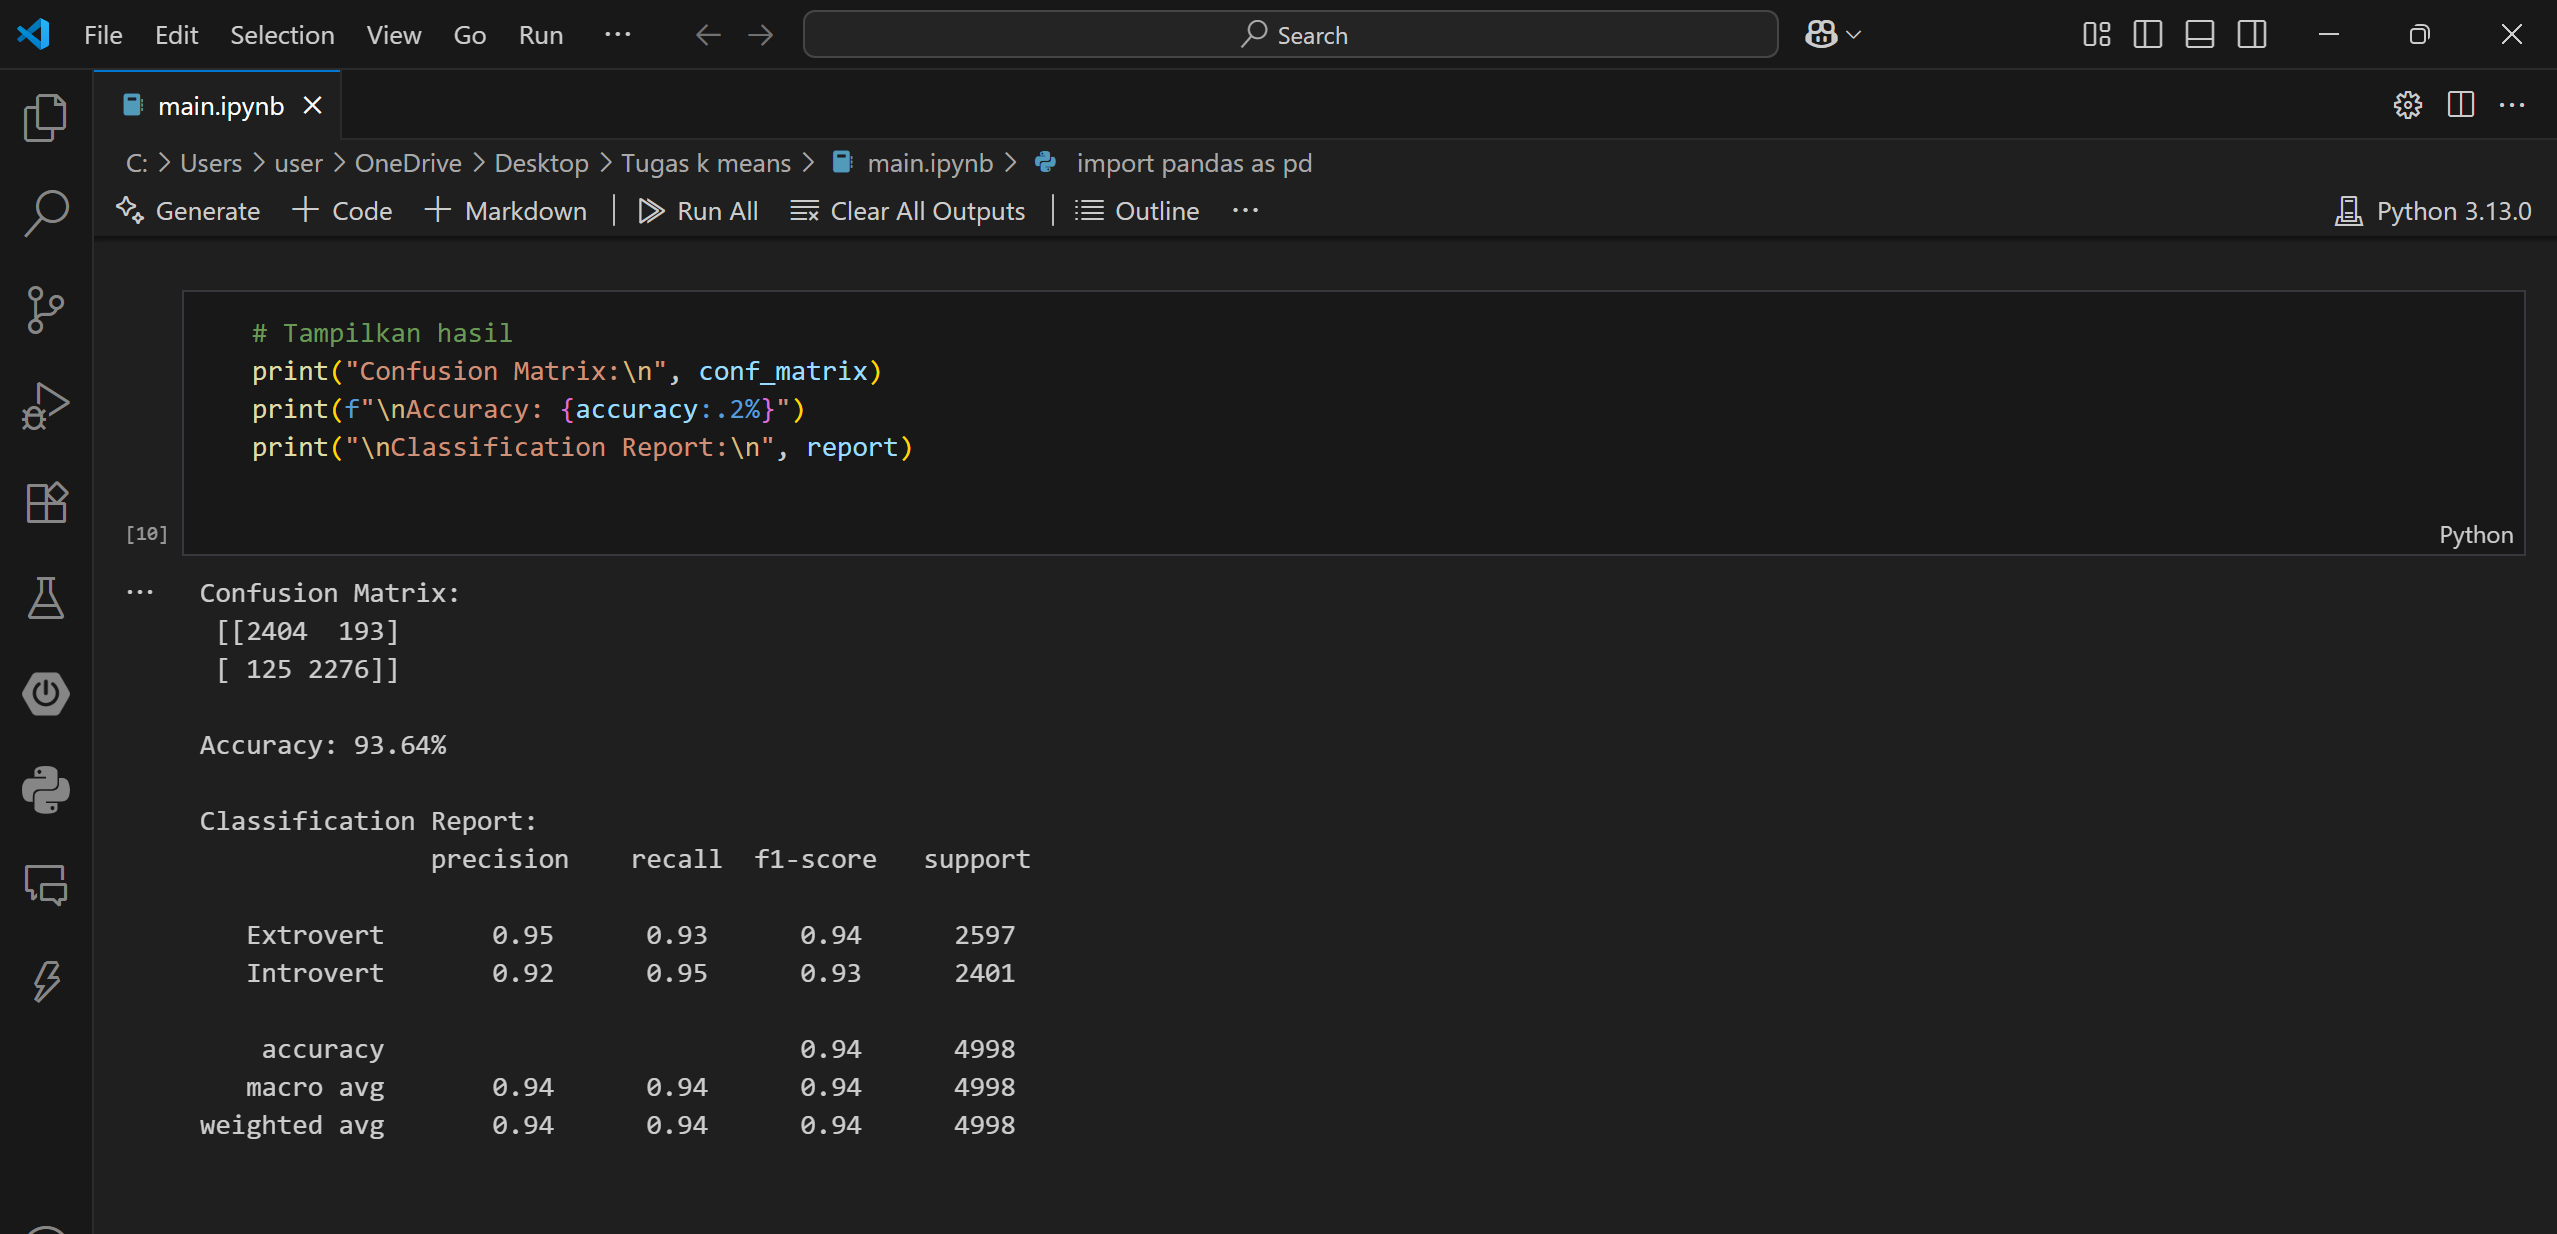 File Edit Selection View Go Run ··· Search
main.ipynb
C: > Users > user > OneDrive > Desktop > Tugas k means > main.ipynb > import pandas as pd
Generate + Code + Markdown | Run All Clear All Outputs | Outline ··· Python 3.13.0
# Tampilkan hasil
print("Confusion Matrix:\n", conf_matrix)
print(f"\nAccuracy: {accuracy:.2%}")
print("\nClassification Report:\n", report)
[10] Python
··· Confusion Matrix:
[[2404  193]
[ 125 2276]]
Accuracy: 93.64%
Classification Report:
precision    recall  f1-score   support
Extrovert       0.95      0.93      0.94      2597
Introvert       0.92      0.95      0.93      2401
accuracy                           0.94      4998
macro avg       0.94      0.94      0.94      4998
weighted avg       0.94      0.94      0.94      4998